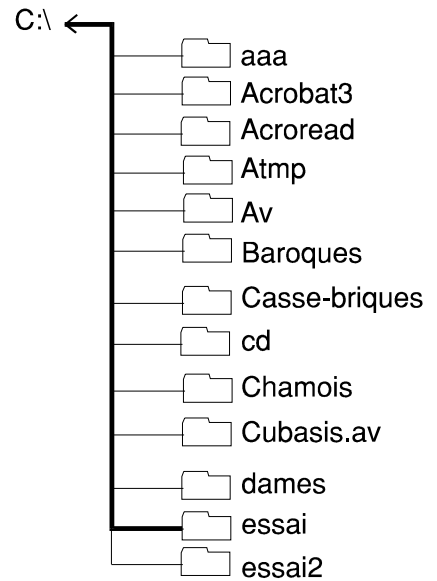 C:\
aaa
Acrobat3
Acroread
Atmp
Av
Baroques
Casse-briques
cd
Chamois
Cubasis.av
dames
essai
essai2